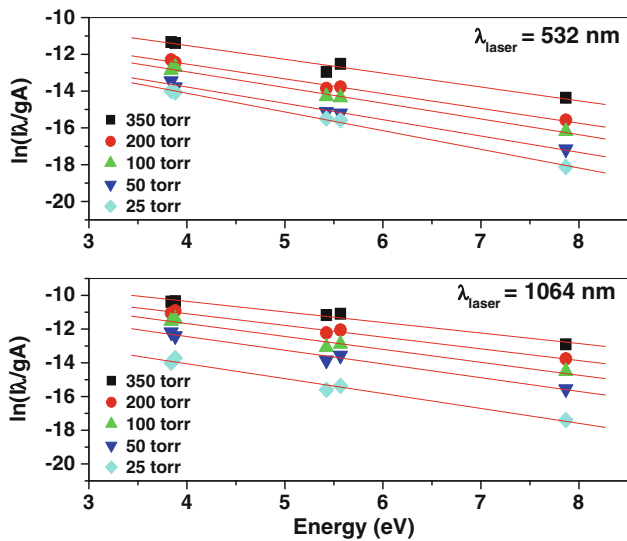 -10
-12
-14
-16
-18
-20
ln(Iλ/gA)
λlaser = 532 nm
350 torr
200 torr
100 torr
50 torr
25 torr
3 4 5 6 7 8
-10
-12
-14
-16
-18
-20
ln(Iλ/gA)
λlaser = 1064 nm
350 torr
200 torr
100 torr
50 torr
25 torr
3 4 5 6 7 8
Energy (eV)